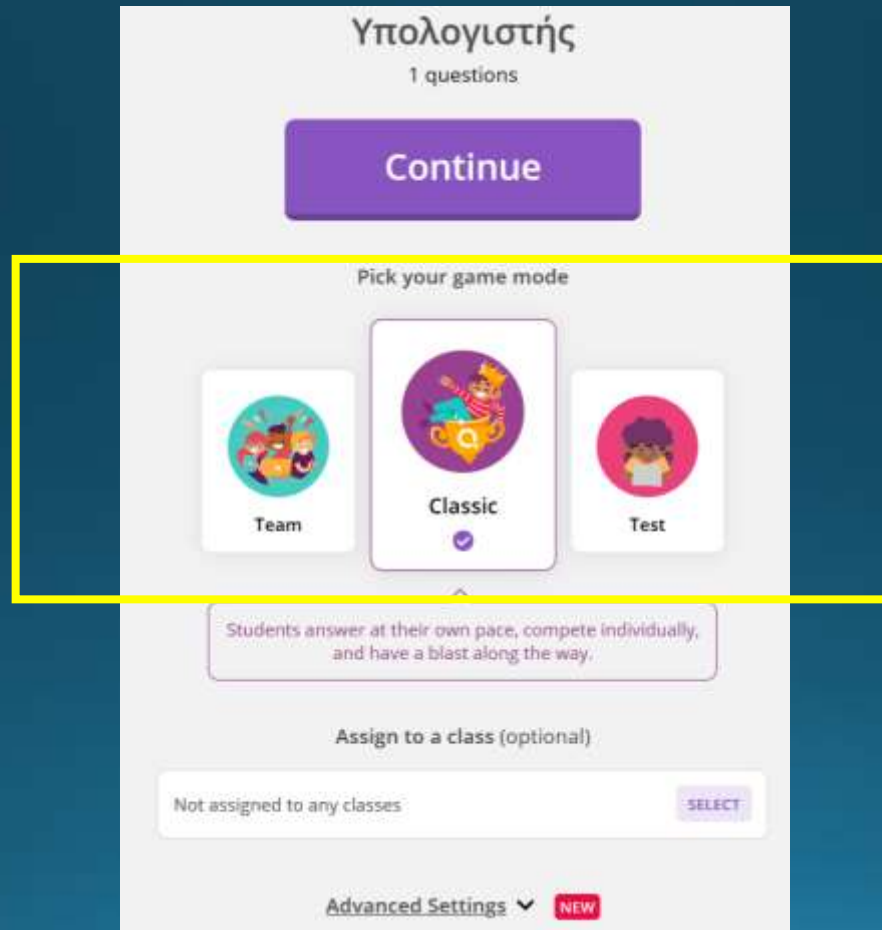 Υπολογιστής
1 questions
Continue
Pick your game mode
Team
Classic
Test
Students answer at their own pace, compete individually,
and have a blast along the way.
Assign to a class (optional)
Not assigned to any classes
SELECT
Advanced Settings
NEW